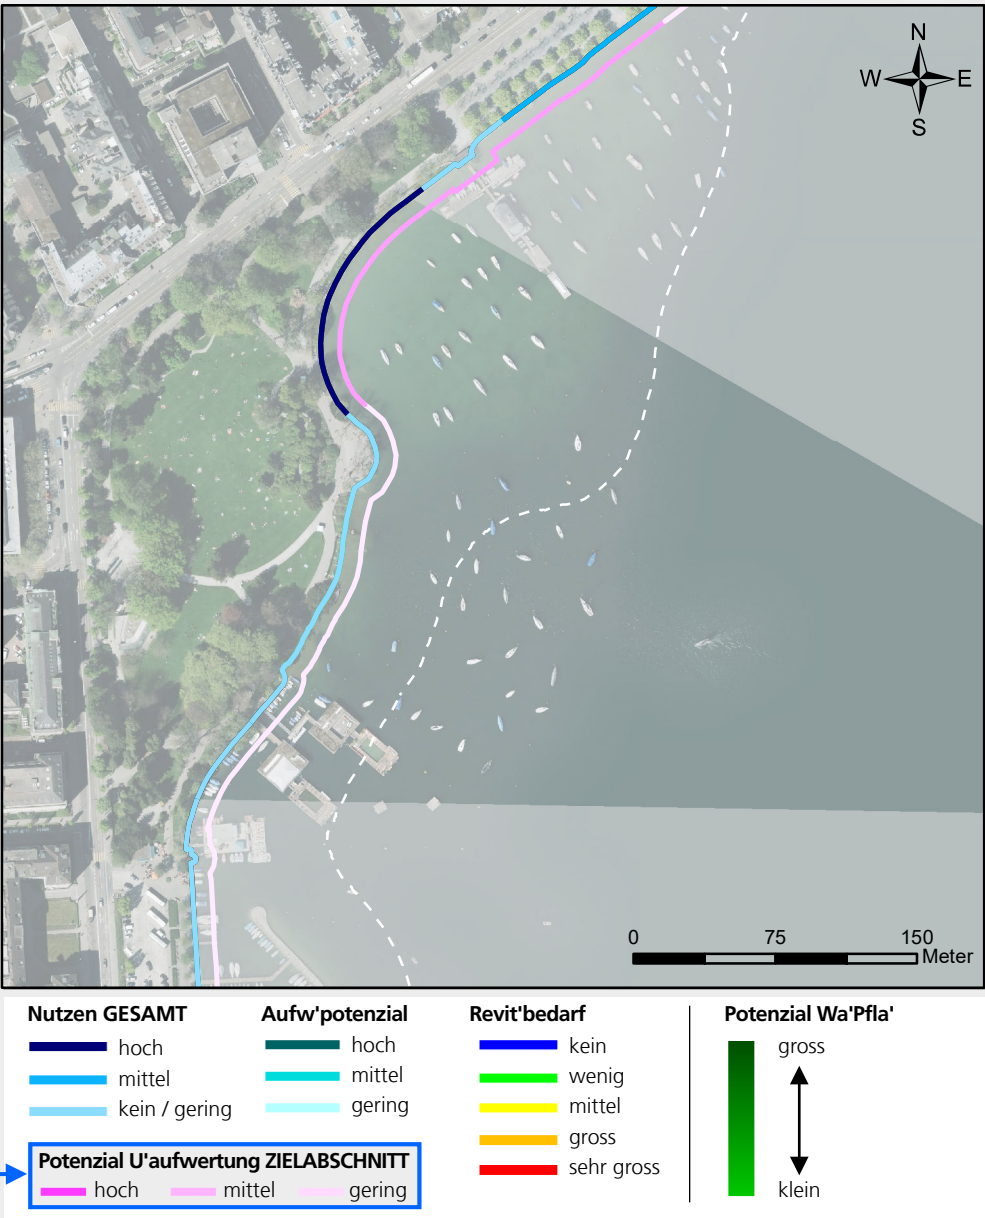 N
W E
S
0 75 150
Meter
Nutzen GESAMT
hoch
mittel
kein / gering
Aufw'potenzial
hoch
mittel
gering
Revit'bedarf
kein
wenig
mittel
gross
sehr gross
Potenzial Wa'Pfla'
gross
klein
Potenzial U'aufwertung ZIELABSCHNITT
hoch mittel gering